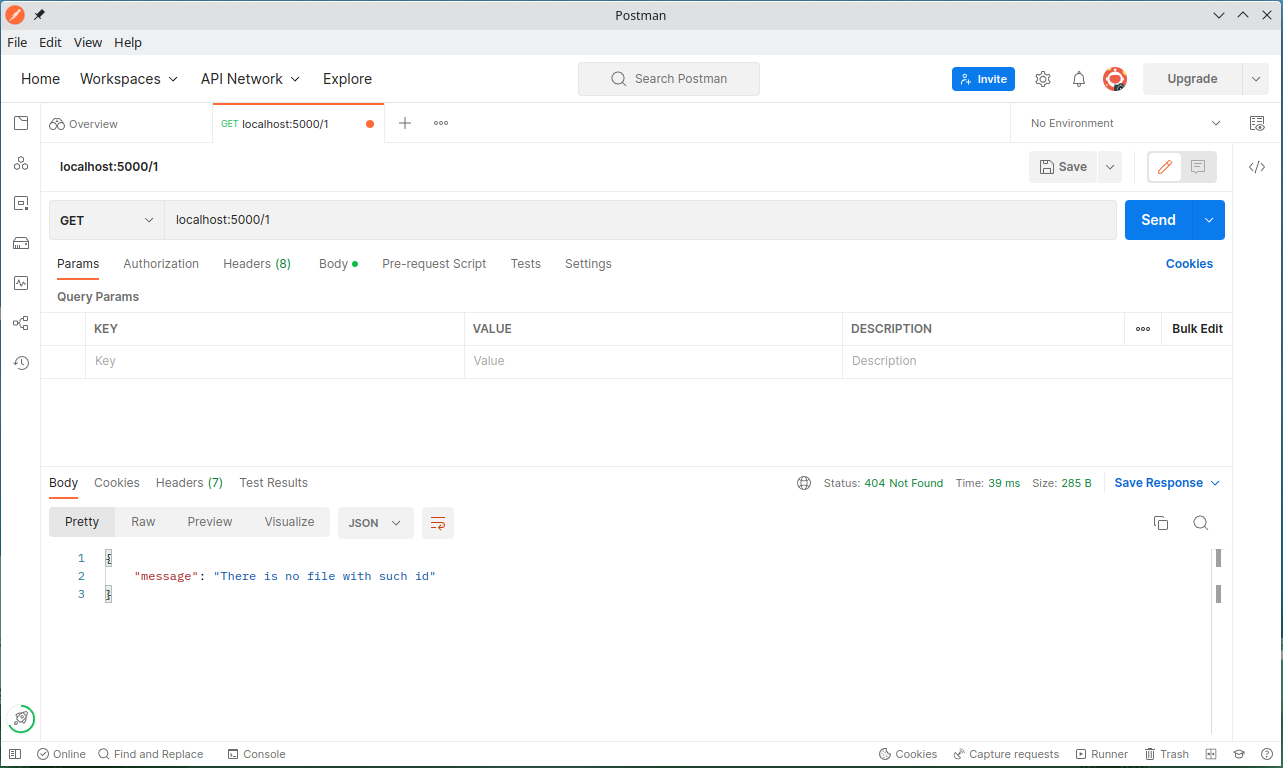 Postman
File Edit View Help
Home Workspaces API Network Explore Search Postman Invite Upgrade
Overview GET localhost:5000/1 No Environment
localhost:5000/1 Save
GET localhost:5000/1 Send
Params Authorization Headers (8) Body Pre-request Script Tests Settings Cookies
Query Params
KEY VALUE DESCRIPTION Bulk Edit
Key Value Description
Body Cookies Headers (7) Test Results Status: 404 Not Found Time: 39 ms Size: 285 B Save Response
Pretty Raw Preview Visualize JSON
1 {
2 "message": "There is no file with such id"
3 }
Online Find and Replace Console Cookies Capture requests Runner Trash